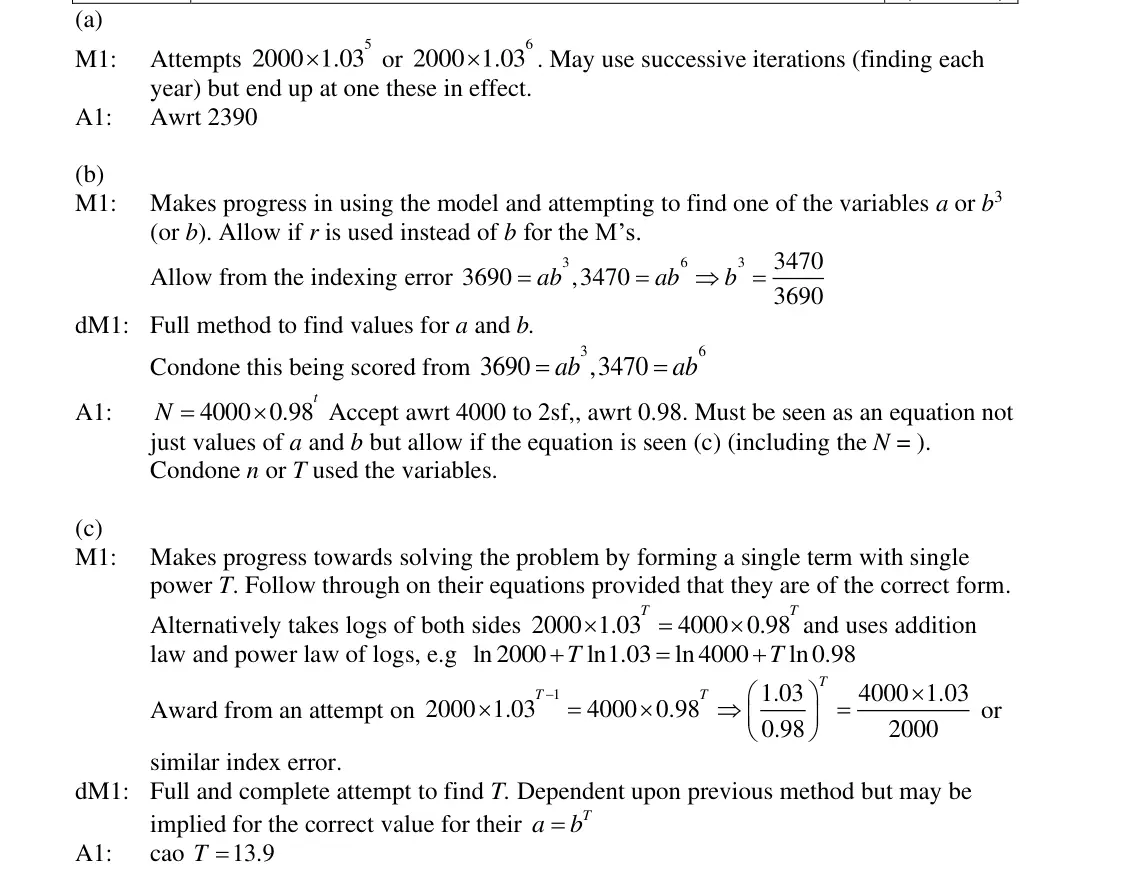 (a)
M1: Attempts 2000×1.03^5 or 2000×1.03^6. May use successive iterations (finding each
year) but end up at one these in effect.
A1: Awrt 2390
(b)
M1: Makes progress in using the model and attempting to find one of the variables a or b^3
(or b). Allow if r is used instead of b for the M’s.
Allow from the indexing error 3690 = ab^3, 3470 = ab^6 ⇒ b^3 = 3470/3690
dM1: Full method to find values for a and b.
Condone this being scored from 3690 = ab^3, 3470 = ab^6
A1: N = 4000×0.98^t Accept awrt 4000 to 2sf,, awrt 0.98. Must be seen as an equation not
just values of a and b but allow if the equation is seen (c) (including the N = ).
Condone n or T used the variables.
(c)
M1: Makes progress towards solving the problem by forming a single term with single
power T. Follow through on their equations provided that they are of the correct form.
Alternatively takes logs of both sides 2000×1.03^T = 4000×0.98^T and uses addition
law and power law of logs, e.g ln 2000 + T ln 1.03 = ln 4000 + T ln 0.98
Award from an attempt on 2000×1.03^(T−1) = 4000×0.98^T ⇒ (1.03/0.98)^T = (4000×1.03)/2000 or
similar index error.
dM1: Full and complete attempt to find T. Dependent upon previous method but may be
implied for the correct value for their a = b^T
A1: cao T = 13.9